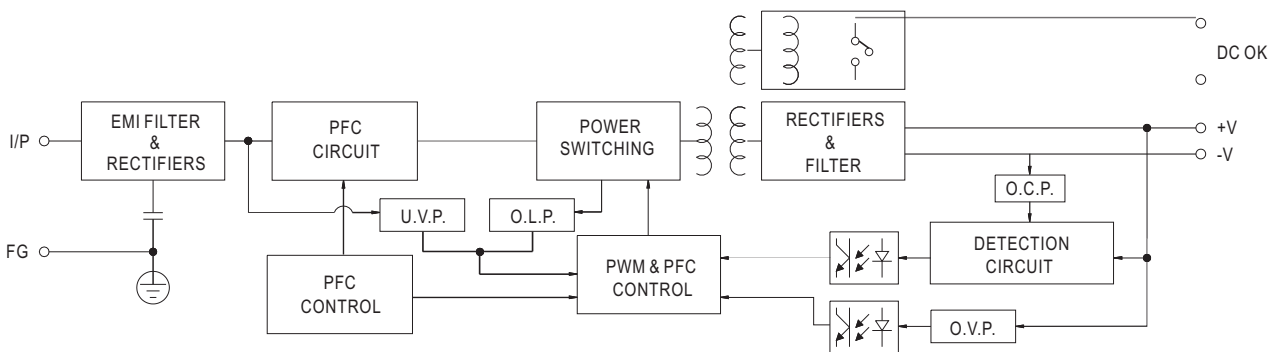 DC OK
I/P
EMI FILTER
&
RECTIFIERS
PFC
CIRCUIT
POWER
SWITCHING
RECTIFIERS
&
FILTER
+V
-V
O.C.P.
U.V.P.
O.L.P.
FG
DETECTION
CIRCUIT
PFC
CONTROL
PWM & PFC
CONTROL
O.V.P.